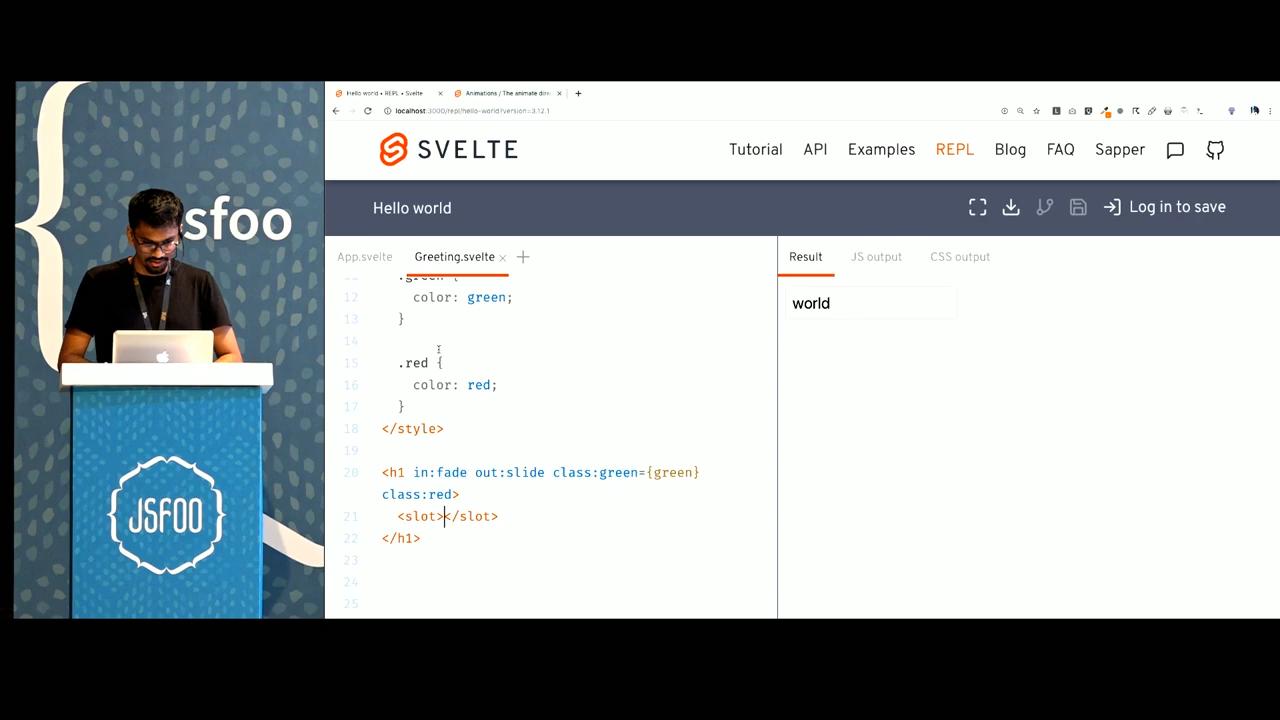 sfoo
JSFOO
Hello world • REPL • Svelte
Animations / The animate dire
localhost:3000/repl/hello-world?version=3.12.1
SVELTE
Tutorial API Examples REPL Blog FAQ Sapper
Hello world
Log in to save
App.svelte Greeting.svelte
Result JS output CSS output
world
11 .green {
12 color: green;
13 }
14
15 .red {
16 color: red;
17 }
18 </style>
19
20 <h1 in:fade out:slide class:green={green}
class:red>
21 <slot></slot>
22 </h1>
23
24
25